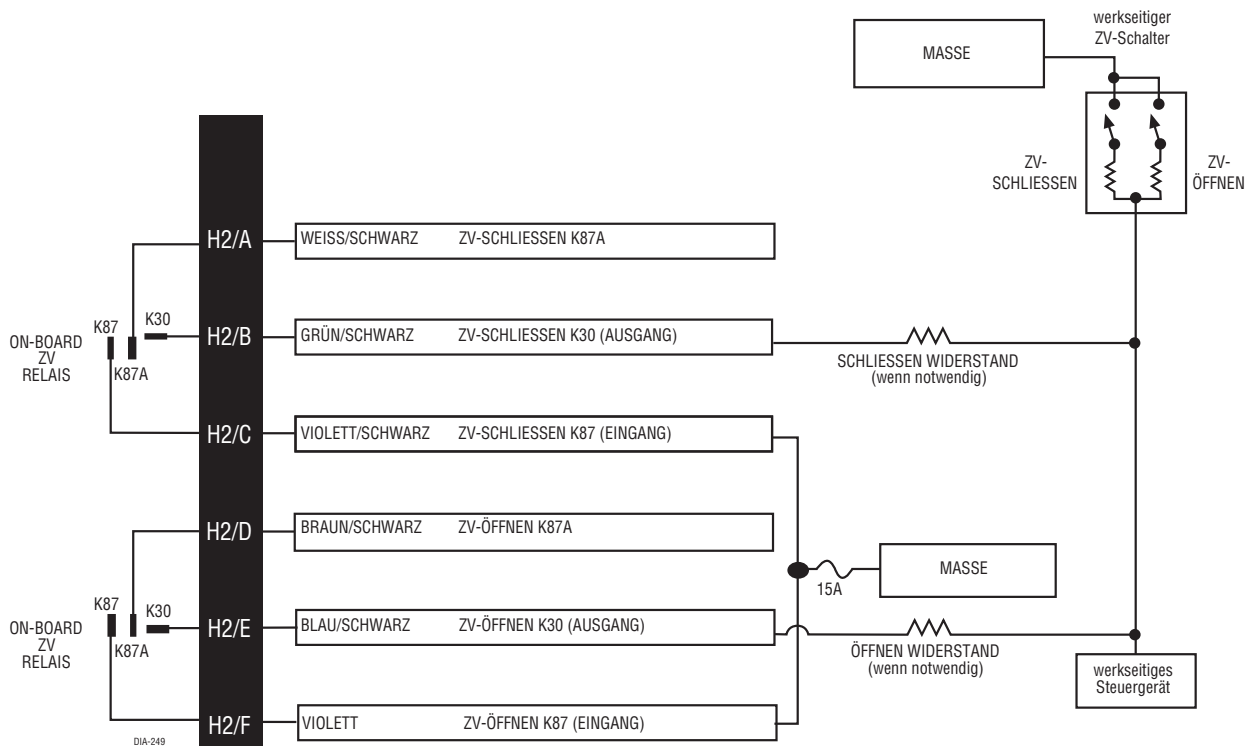 werkseitiger
ZV-Schalter
MASSE
ZV-
SCHLIESSEN
ZV-
ÖFFNEN
H2/A
WEISS/SCHWARZ ZV-SCHLIESSEN K87A
K87
K30
K87A
ON-BOARD
ZV
RELAIS
H2/B
GRÜN/SCHWARZ ZV-SCHLIESSEN K30 (AUSGANG)
SCHLIESSEN WIDERSTAND
(wenn notwendig)
H2/C
VIOLETT/SCHWARZ ZV-SCHLIESSEN K87 (EINGANG)
H2/D
BRAUN/SCHWARZ ZV-ÖFFNEN K87A
15A
MASSE
K87
K30
K87A
ON-BOARD
ZV
RELAIS
H2/E
BLAU/SCHWARZ ZV-ÖFFNEN K30 (AUSGANG)
ÖFFNEN WIDERSTAND
(wenn notwendig)
werkseitiges
Steuergerät
H2/F
VIOLETT ZV-ÖFFNEN K87 (EINGANG)
DIA-249